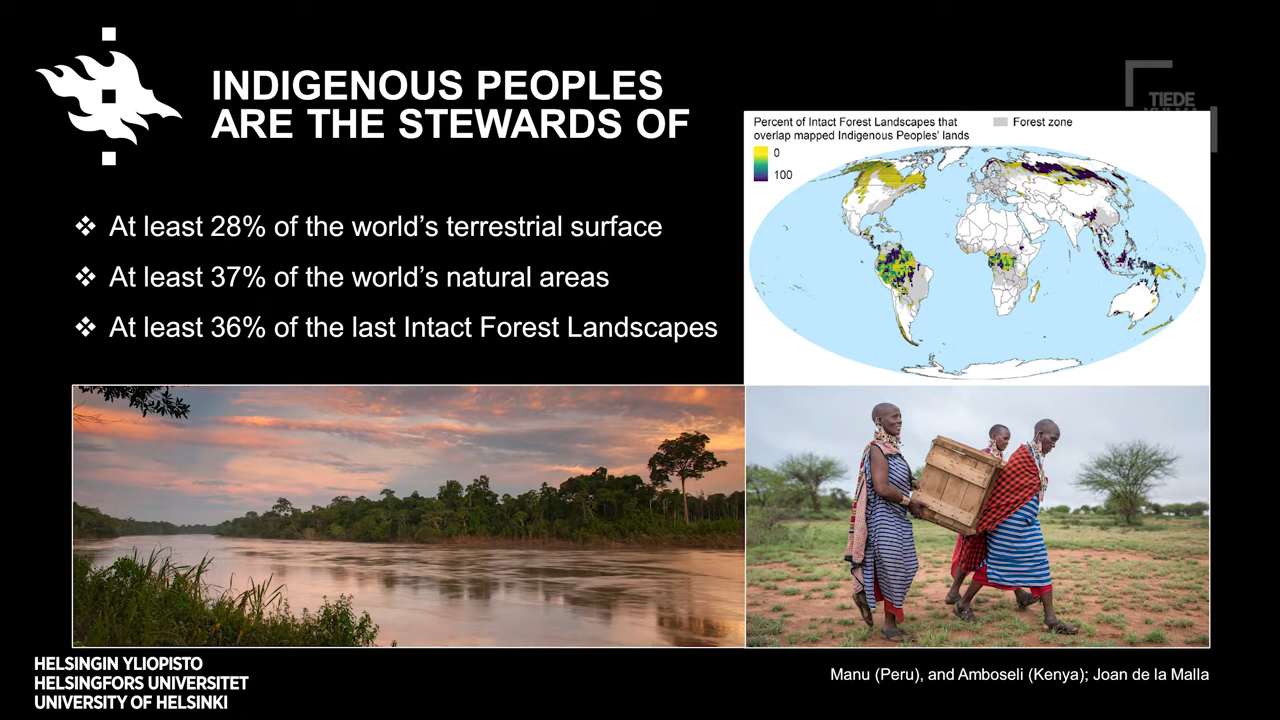 INDIGENOUS PEOPLES
ARE THE STEWARDS OF
TIEDE
❖ At least 28% of the world's terrestrial surface
❖ At least 37% of the world's natural areas
❖ At least 36% of the last Intact Forest Landscapes
Percent of Intact Forest Landscapes that
overlap mapped Indigenous Peoples' lands
0
100
Forest zone
HELSINGIN YLIOPISTO
HELSINGFORS UNIVERSITET
UNIVERSITY OF HELSINKI
Manu (Peru), and Amboseli (Kenya); Joan de la Malla